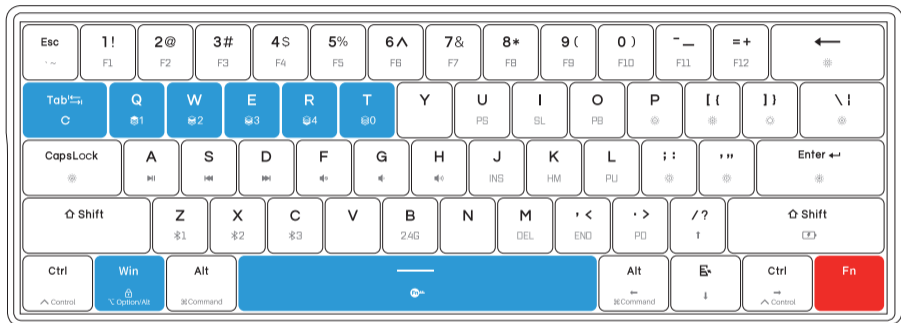 Esc 1! 2@ 3# 4S 5% 6^ 7& 8* 9( 0) -_ =+ ←
·~ F1 F2 F3 F4 F5 F6 F7 F8 F9 F10 F11 F12
Tab Q W E R T Y U I O P [{ ]} \¦
C 1 2 3 4 0 PS SL PB
CapsLock A S D F G H J K L ;: '" Enter ↵
INS HM PU
⇧ Shift Z X C V B N M ,< .> /? ⇧ Shift
1 2 3 2.4G DEL END PD ↑
Ctrl Win Alt — Alt Ctrl Fn
^ Control ⌥ Option/Alt ⌘Command Fn ← ⌘Command ↓ → ^ Control